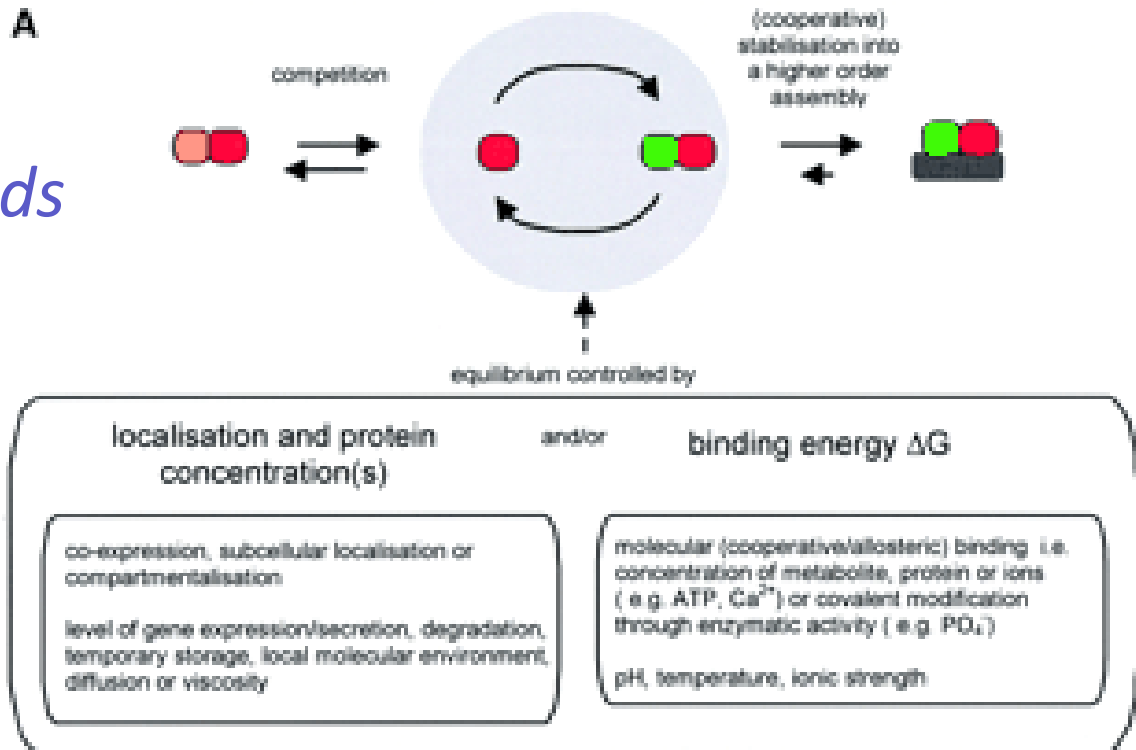 A
(cooperative)
stabilisation into
a higher order
assembly
competition
ds
equilibrium controlled by
localisation and protein
concentration(s)
and/or
binding energy ΔG
co-expression, subcellular localisation or
compartmentalisation
level of gene expression/secretion, degradation,
temporary storage, local molecular environment,
diffusion or viscosity
molecular (cooperative/allosteric) binding i.e.
concentration of metabolite, protein or ions
( e.g. ATP, Ca²⁺) or covalent modification
through enzymatic activity ( e.g. PO₄⁻)
pH, temperature, ionic strength